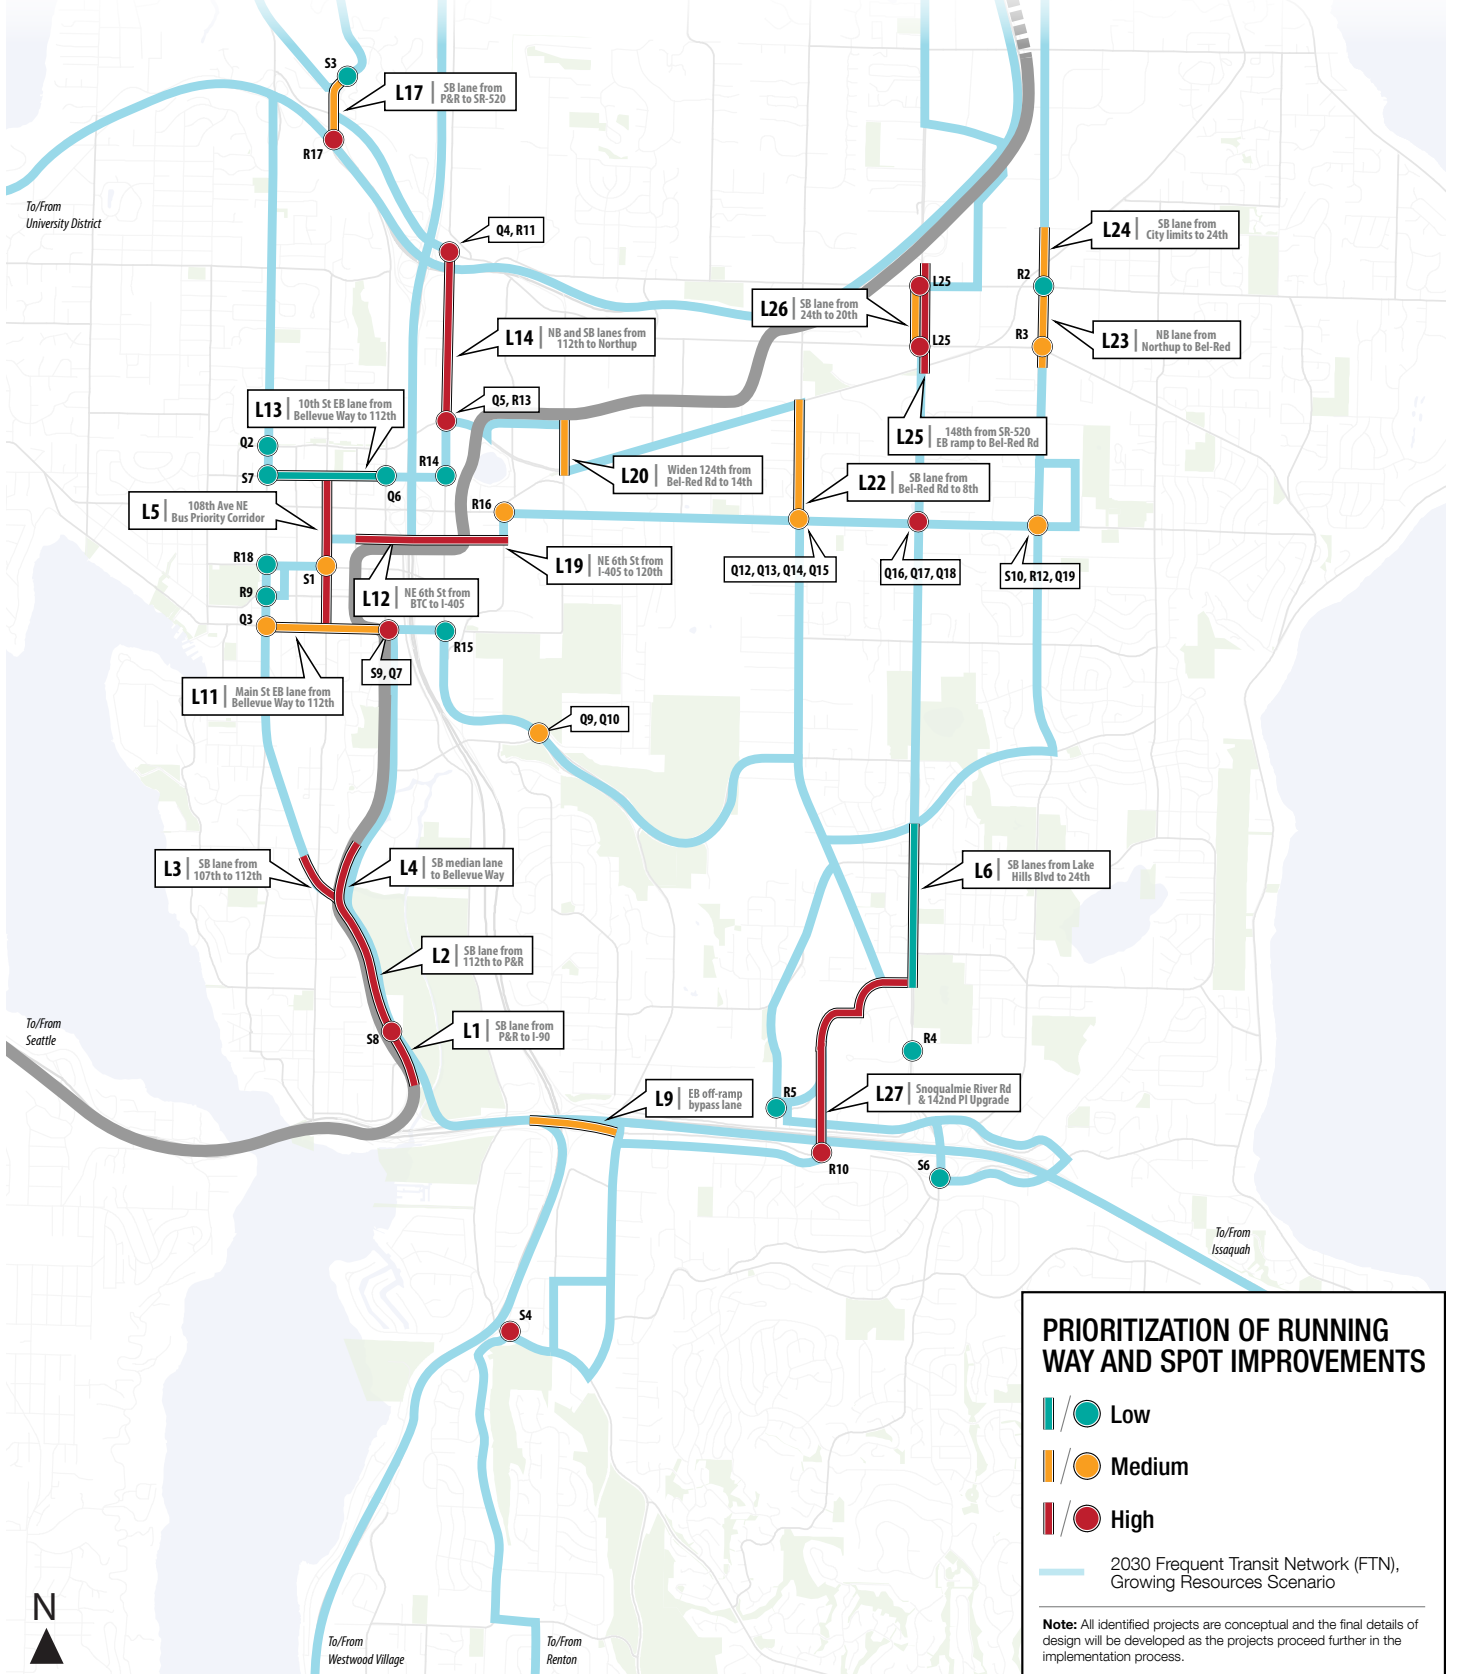 S3
L17
SB lane from
P&R to SR-520
R17
To/From
University District
Q4, R11
L24
SB lane from
City limits to 24th
R2
L25
L26
SB lane from
24th to 20th
L14
NB and SB lanes from
112th to Northup
R3
L23
NB lane from
Northup to Bel-Red
L25
L13
10th St EB lane from
Bellevue Way to 112th
Q5, R13
L25
148th from SR-520
EB ramp to Bel-Red Rd
Q2
S7
Q6
R14
L20
Widen 124th from
Bel-Red Rd to 14th
L22
SB lane from
Bel-Red Rd to 8th
L5
108th Ave NE
Bus Priority Corridor
R16
R18
S1
L19
NE 6th St from
I-405 to 120th
Q12, Q13, Q14, Q15
Q16, Q17, Q18
S10, R12, Q19
R9
L12
NE 6th St from
BTC to I-405
Q3
R15
S9, Q7
L11
Main St EB lane from
Bellevue Way to 112th
Q9, Q10
L3
SB lane from
107th to 112th
L4
SB median lane
to Bellevue Way
L6
SB lanes from Lake
Hills Blvd to 24th
L2
SB lane from
112th to P&R
To/From
Seattle
S8
L1
SB lane from
P&R to I-90
R4
R5
L9
EB off-ramp
bypass lane
L27
Snoqualmie River Rd
& 142nd Pl Upgrade
R10
S6
To/From
Issaquah
S4
PRIORITIZATION OF RUNNING
WAY AND SPOT IMPROVEMENTS
Low
Medium
High
2030 Frequent Transit Network (FTN),
Growing Resources Scenario
Note: All identified projects are conceptual and the final details of
design will be developed as the projects proceed further in the
implementation process.
N
To/From
Westwood Village
To/From
Renton